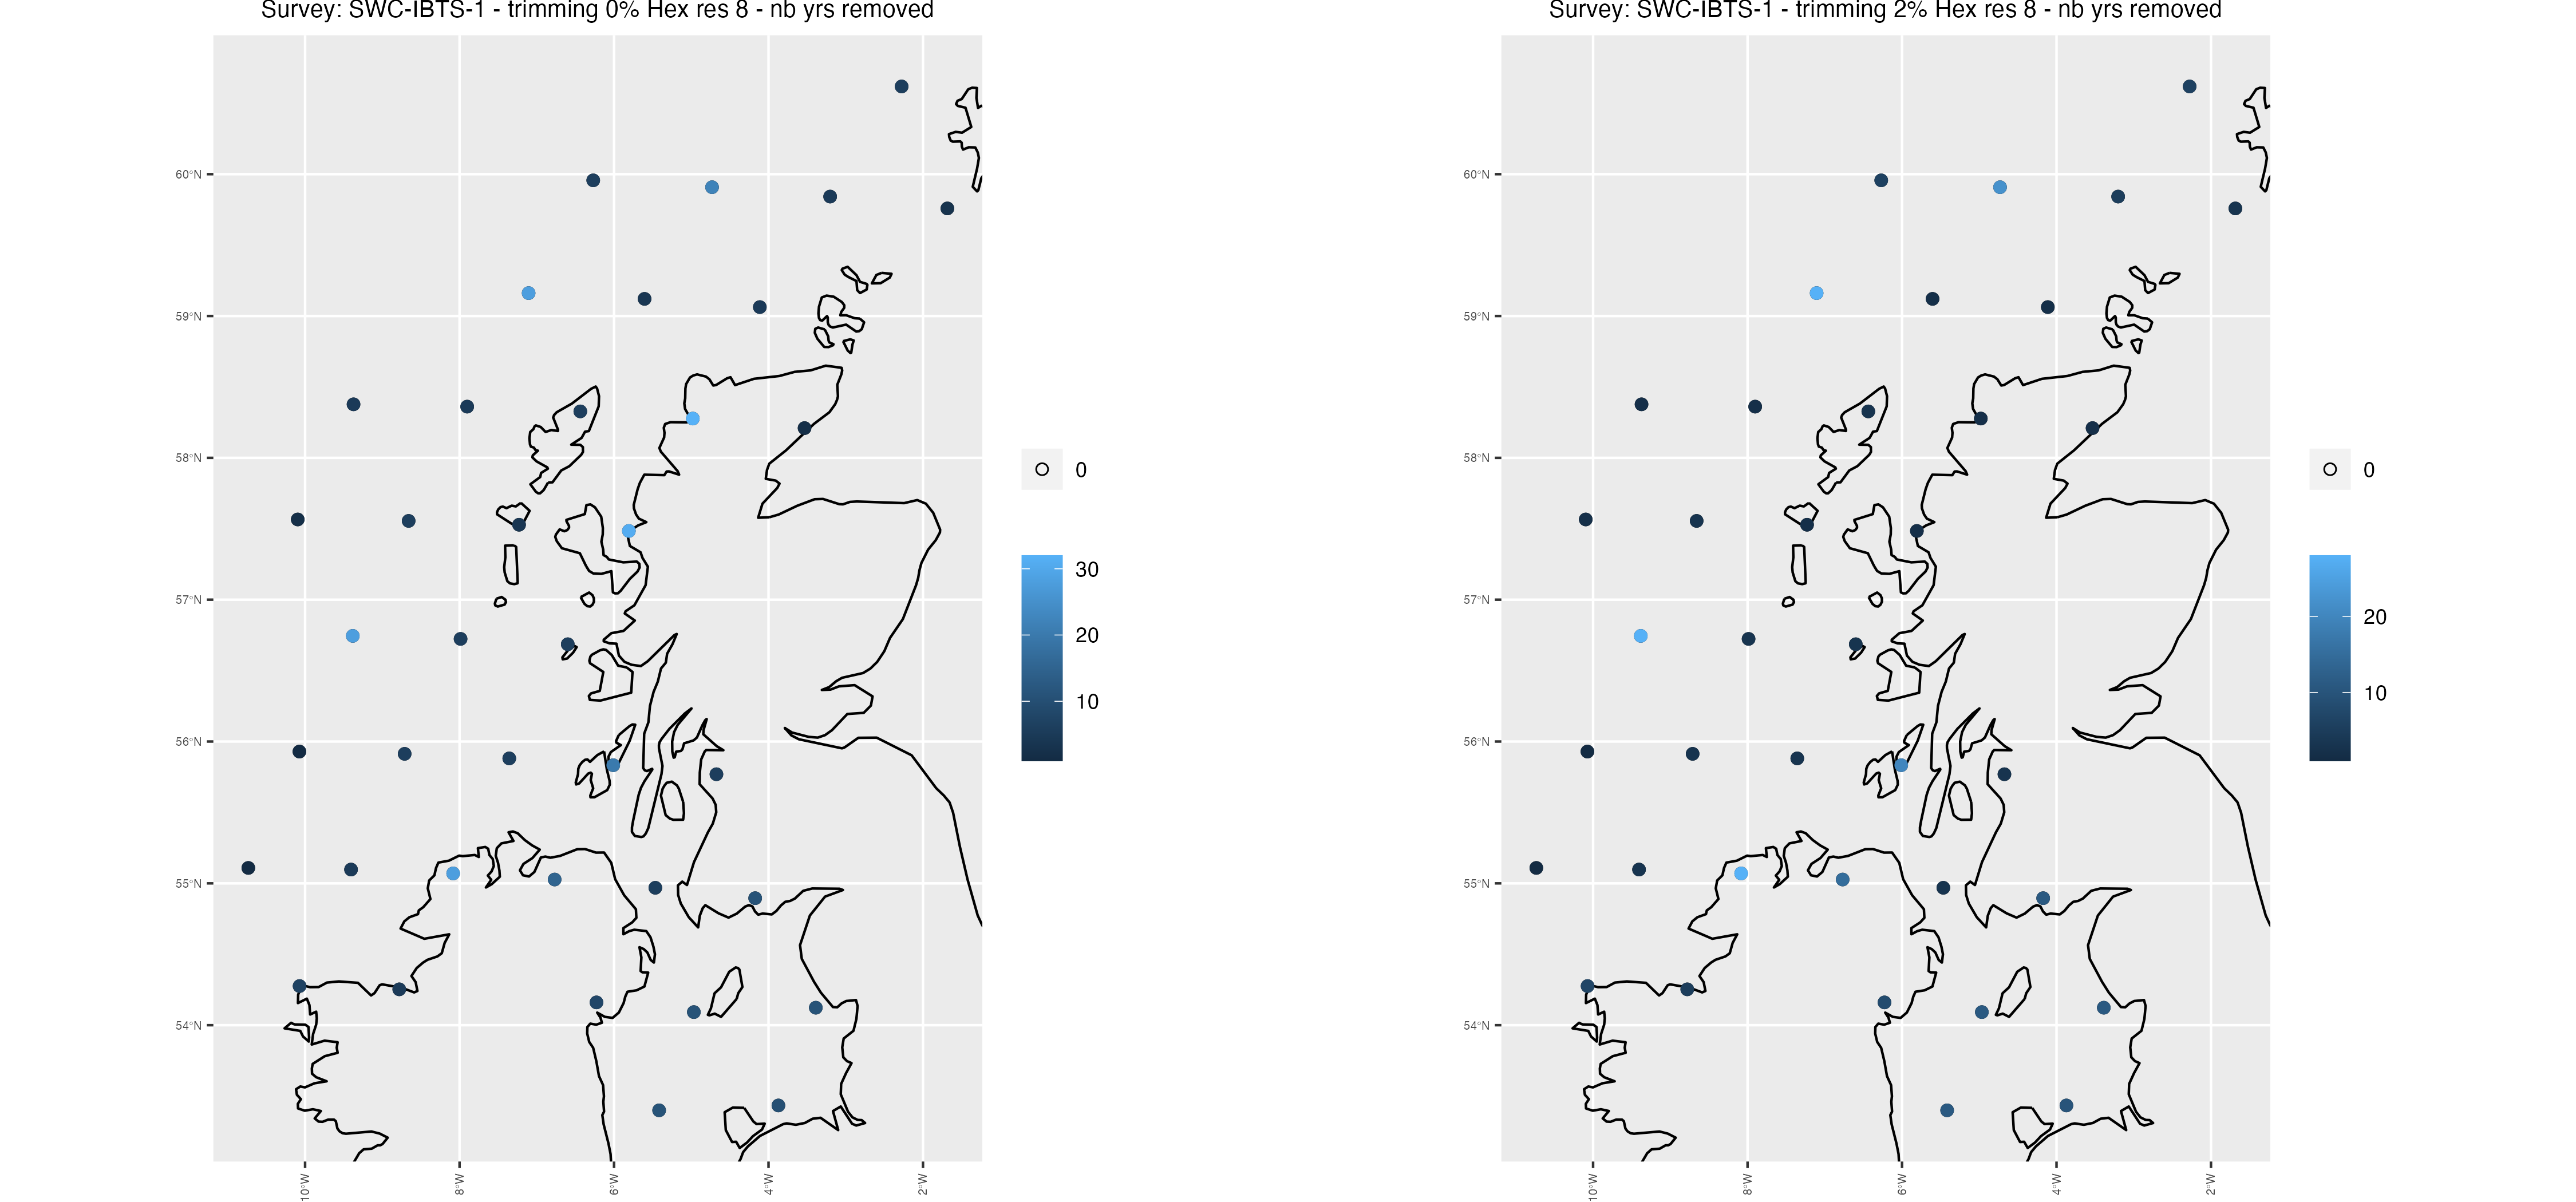 Survey: SWC-IBTS-1 - trimming 0% Hex res 8 - nb yrs removed
60°N
59°N
58°N
57°N
56°N
55°N
54°N
10°W
8°W
6°W
4°W
2°W
0
30
20
10
Survey: SWC-IBTS-1 - trimming 2% Hex res 8 - nb yrs removed
60°N
59°N
58°N
57°N
56°N
55°N
54°N
10°W
8°W
6°W
4°W
2°W
0
20
10